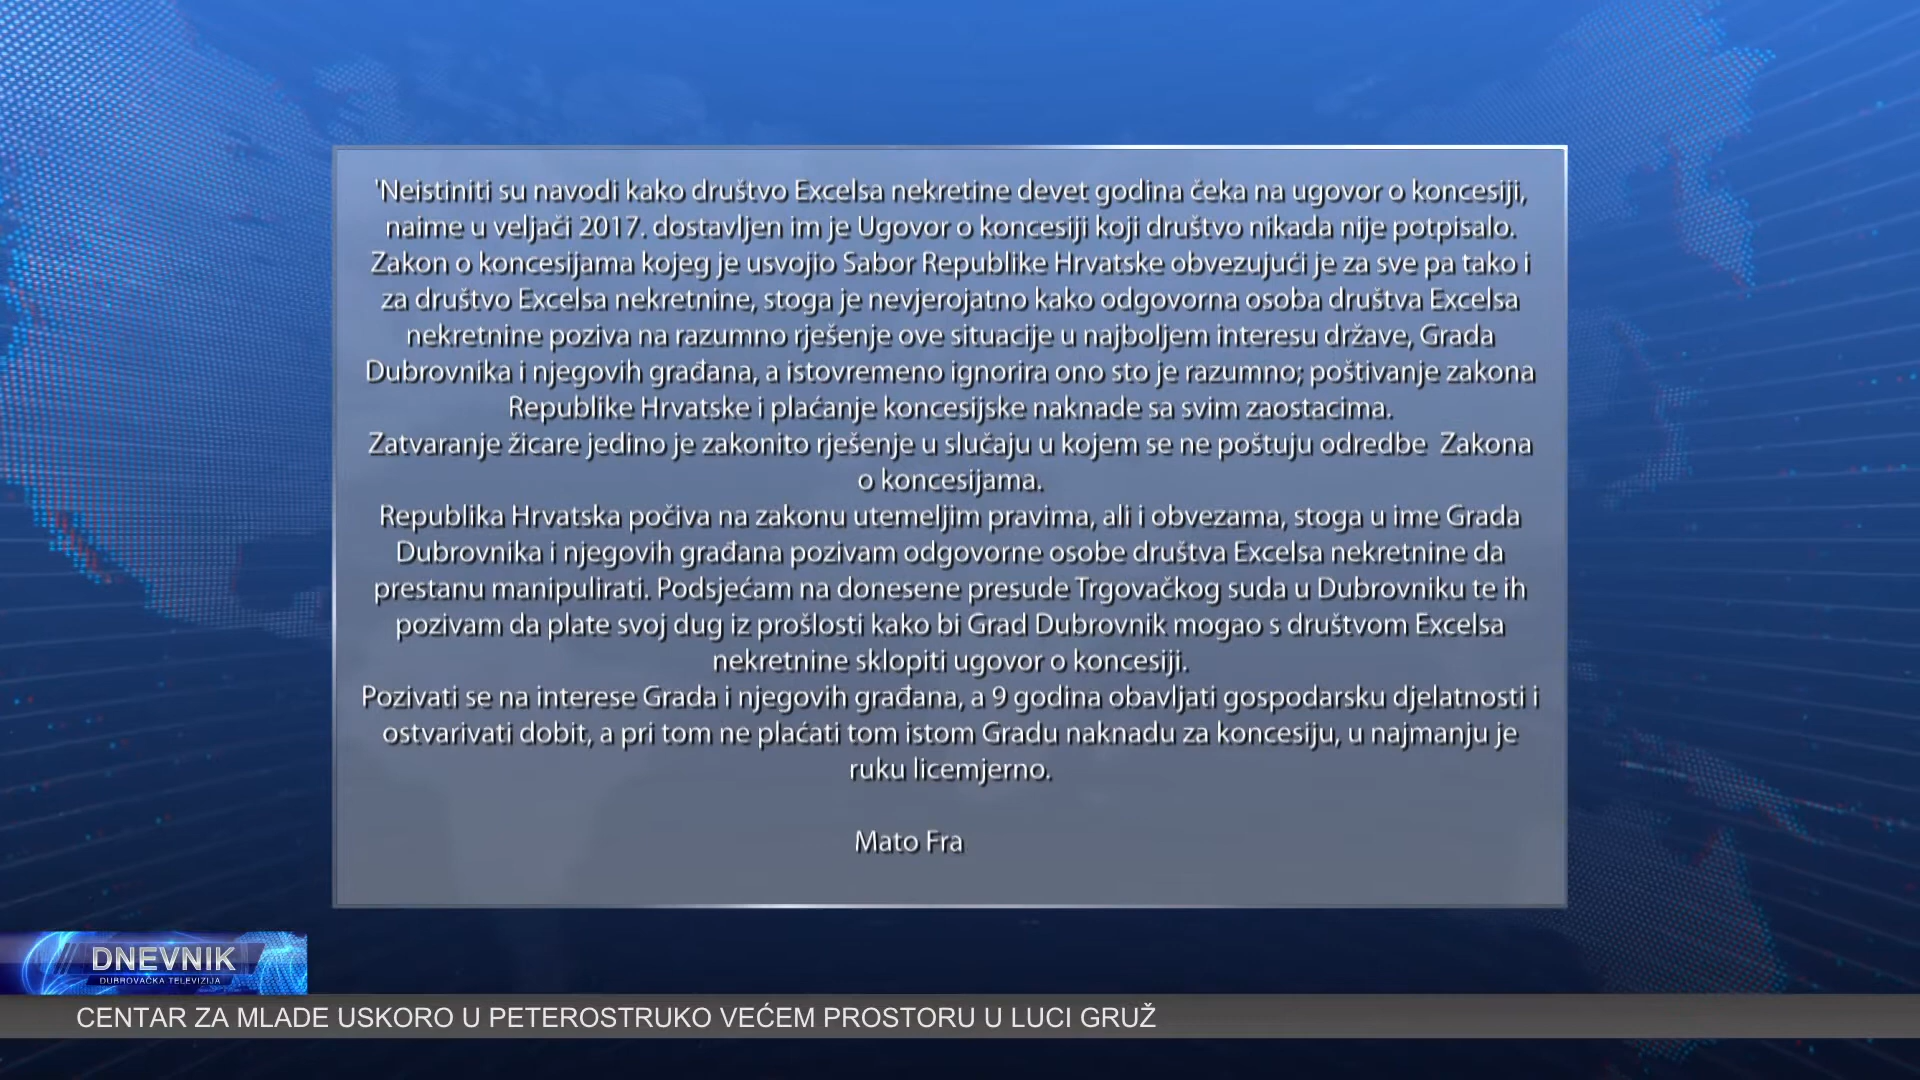 'Neistiniti su navodi kako društvo Excelsa nekretine devet godina čeka na ugovor o koncesiji,
naime u veljači 2017. dostavljen im je Ugovor o koncesiji koji društvo nikada nije potpisalo.
Zakon o koncesijama kojeg je usvojio Sabor Republike Hrvatske obvezujući je za sve pa tako i
za društvo Excelsa nekretnine, stoga je nevjerojatno kako odgovorna osoba društva Excelsa
nekretnine poziva na razumno rješenje ove situacije u najboljem interesu države, Grada
Dubrovnika i njegovih građana, a istovremeno ignorira ono sto je razumno; poštivanje zakona
Republike Hrvatske i plaćanje koncesijske naknade sa svim zaostacima.
Zatvaranje žicare jedino je zakonito rješenje u slučaju u kojem se ne poštuju odredbe  Zakona
o koncesijama.
Republika Hrvatska počiva na zakonu utemeljim pravima, ali i obvezama, stoga u ime Grada
Dubrovnika i njegovih građana pozivam odgovorne osobe društva Excelsa nekretnine da
prestanu manipulirati. Podsjećam na donesene presude Trgovačkog suda u Dubrovniku te ih
pozivam da plate svoj dug iz prošlosti kako bi Grad Dubrovnik mogao s društvom Excelsa
nekretnine sklopiti ugovor o koncesiji.
Pozivati se na interese Grada i njegovih građana, a 9 godina obavljati gospodarsku djelatnosti i
ostvarivati dobit, a pri tom ne plaćati tom istom Gradu naknadu za koncesiju, u najmanju je
ruku licemjerno.
Mato Fra
DNEVNIK
DUBROVAČKA TELEVIZIJA
CENTAR ZA MLADE USKORO U PETEROSTRUKO VEĆEM PROSTORU U LUCI GRUŽ